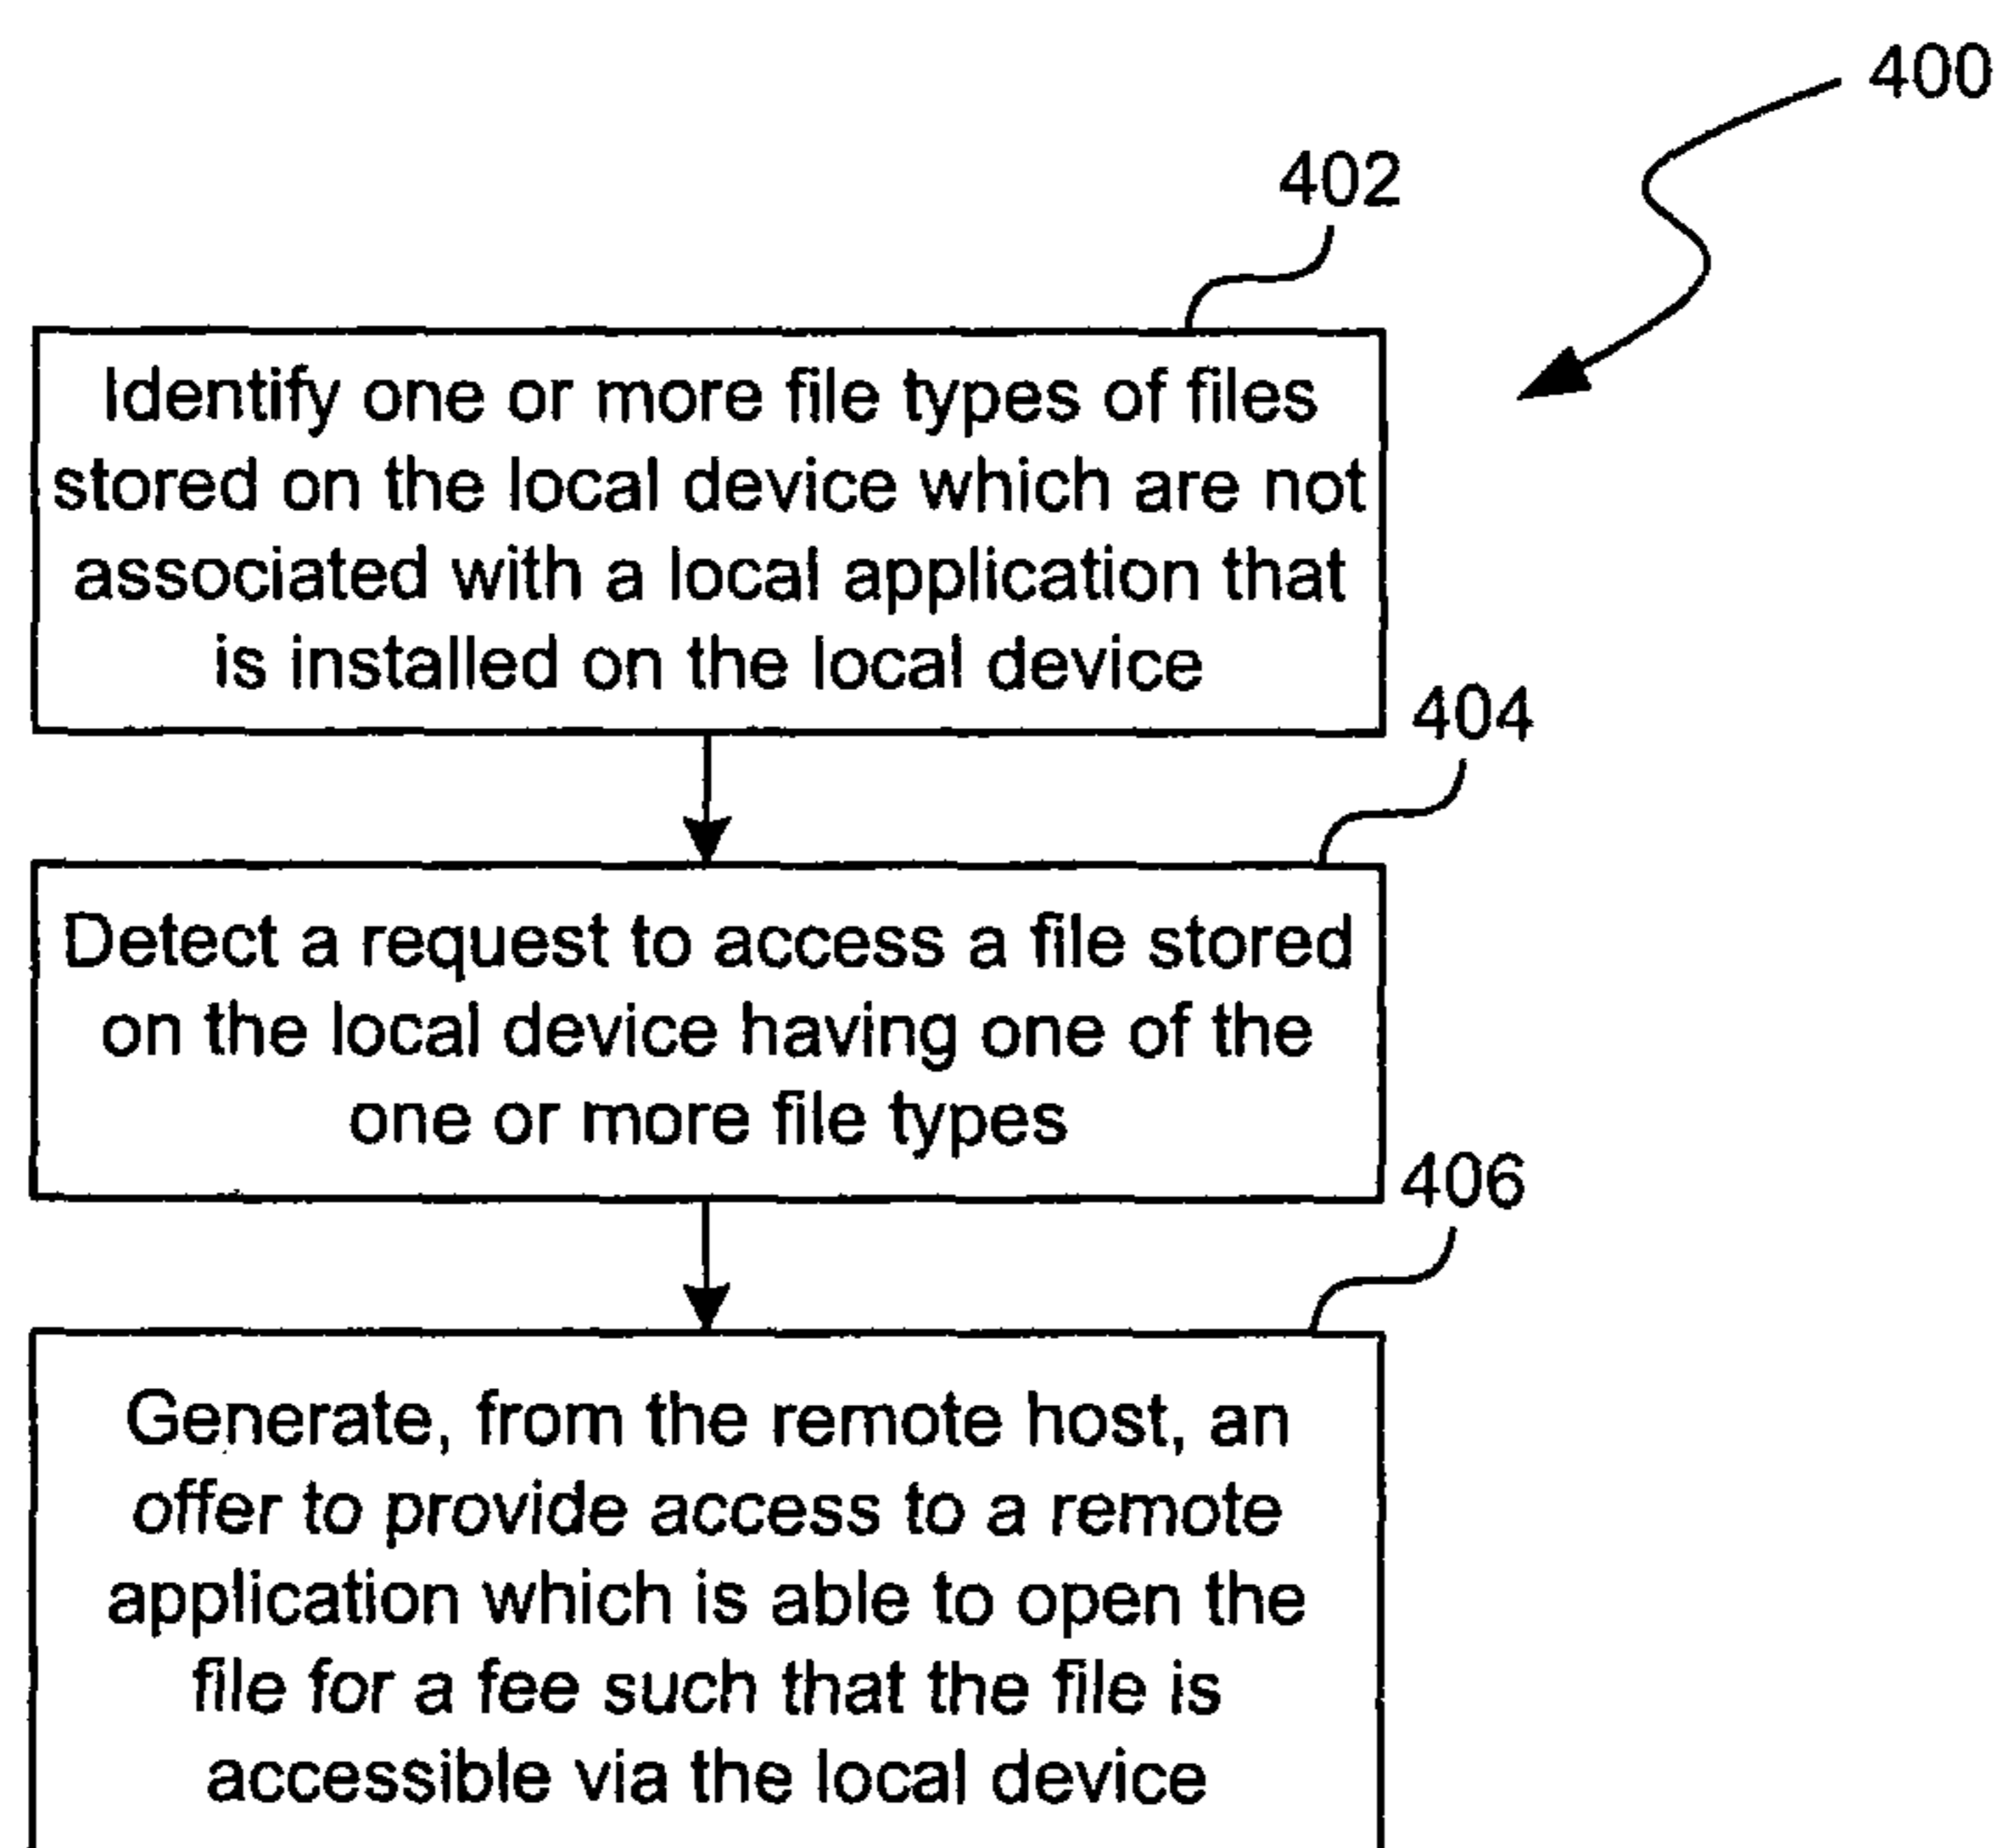 400
402
Identify one or more file types of files
stored on the local device which are not
associated with a local application that
is installed on the local device
404
Detect a request to access a file stored
on the local device having one of the
one or more file types
406
Generate, from the remote host, an
offer to provide access to a remote
application which is able to open the
file for a fee such that the file is
accessible via the local device